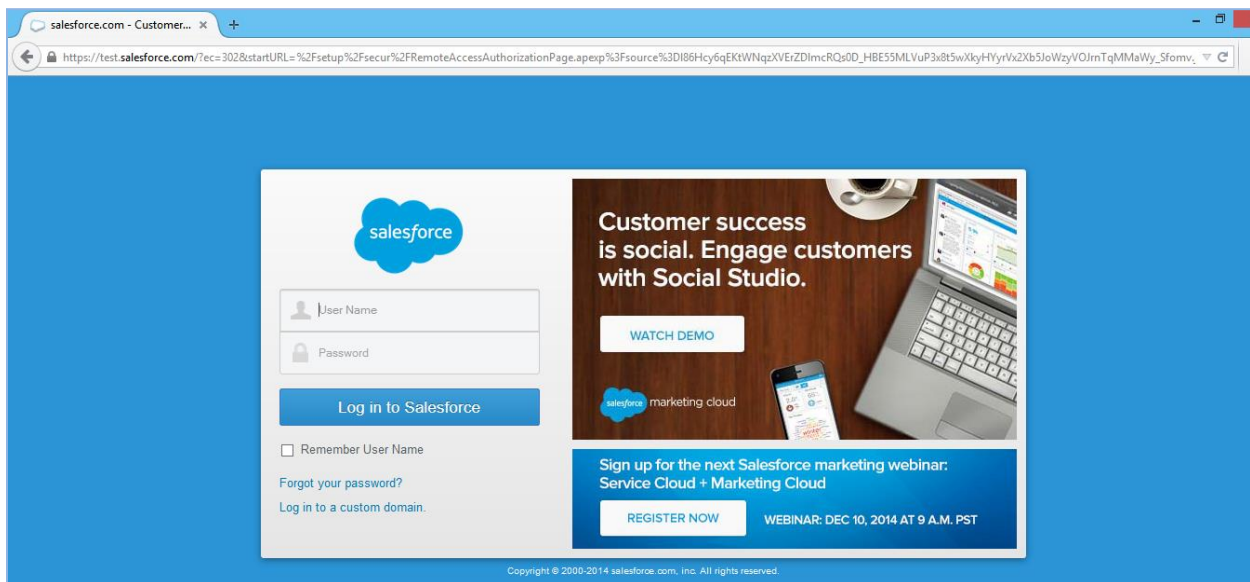 salesforce.com - Customer...
https://test.salesforce.com/?ec=302&startURL=%2Fsetup%2Fsecur%2FRemoteAccessAuthorizationPage.apexp%3Fsource%3DI86Hcy6qEKtWNqzXVErZDImcRQs0D_HBE55MLVuP3x8t5wXkyHYyrVx2Xb5JoWzyVOJrnTqMMaWy_Sfomv
salesforce
User Name
Password
Log in to Salesforce
Remember User Name
Forgot your password?
Log in to a custom domain.
Customer success
is social. Engage customers
with Social Studio.
WATCH DEMO
salesforce marketing cloud
Sign up for the next Salesforce marketing webinar:
Service Cloud + Marketing Cloud
REGISTER NOW
WEBINAR: DEC 10, 2014 AT 9 A.M. PST
Copyright © 2000-2014 salesforce.com, inc. All rights reserved.